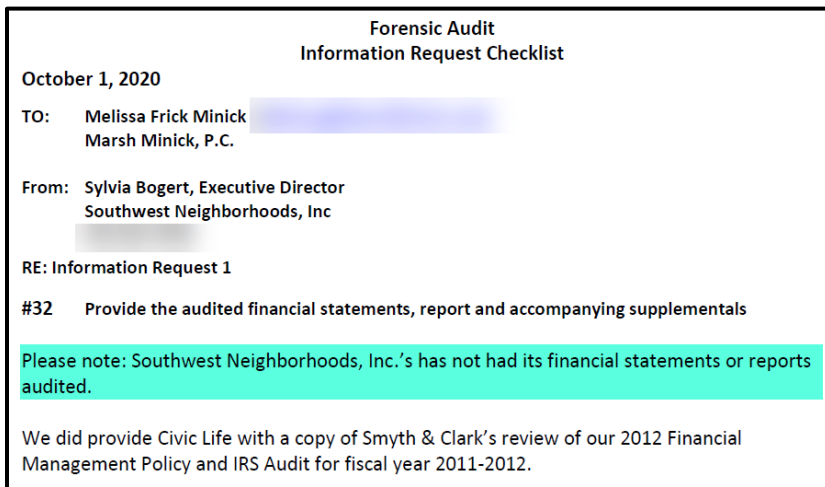 Forensic Audit
Information Request Checklist
October 1, 2020
TO: Melissa Frick Minick
Marsh Minick, P.C.
From: Sylvia Bogert, Executive Director
Southwest Neighborhoods, Inc
RE: Information Request 1
#32 Provide the audited financial statements, report and accompanying supplementals
Please note: Southwest Neighborhoods, Inc.'s has not had its financial statements or reports
audited.
We did provide Civic Life with a copy of Smyth & Clark's review of our 2012 Financial
Management Policy and IRS Audit for fiscal year 2011-2012.